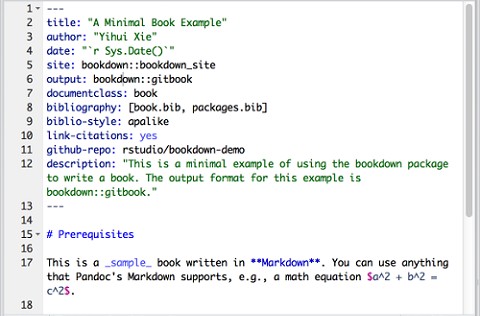 1 ---
2 title: "A Minimal Book Example"
3 author: "Yihui Xie"
4 date: "`r Sys.Date()`"
5 site: bookdown::bookdown_site
6 output: bookdown::gitbook
7 documentclass: book
8 bibliography: [book.bib, packages.bib]
9 biblio-style: apalike
10 link-citations: yes
11 github-repo: rstudio/bookdown-demo
12 description: "This is a minimal example of using the bookdown package
to write a book. The output format for this example is
bookdown::gitbook."
13 ---
14
15 # Prerequisites
16
17 This is a _sample_ book written in **Markdown**. You can use anything
that Pandoc's Markdown supports, e.g., a math equation $a^2 + b^2 =
c^2$.
18